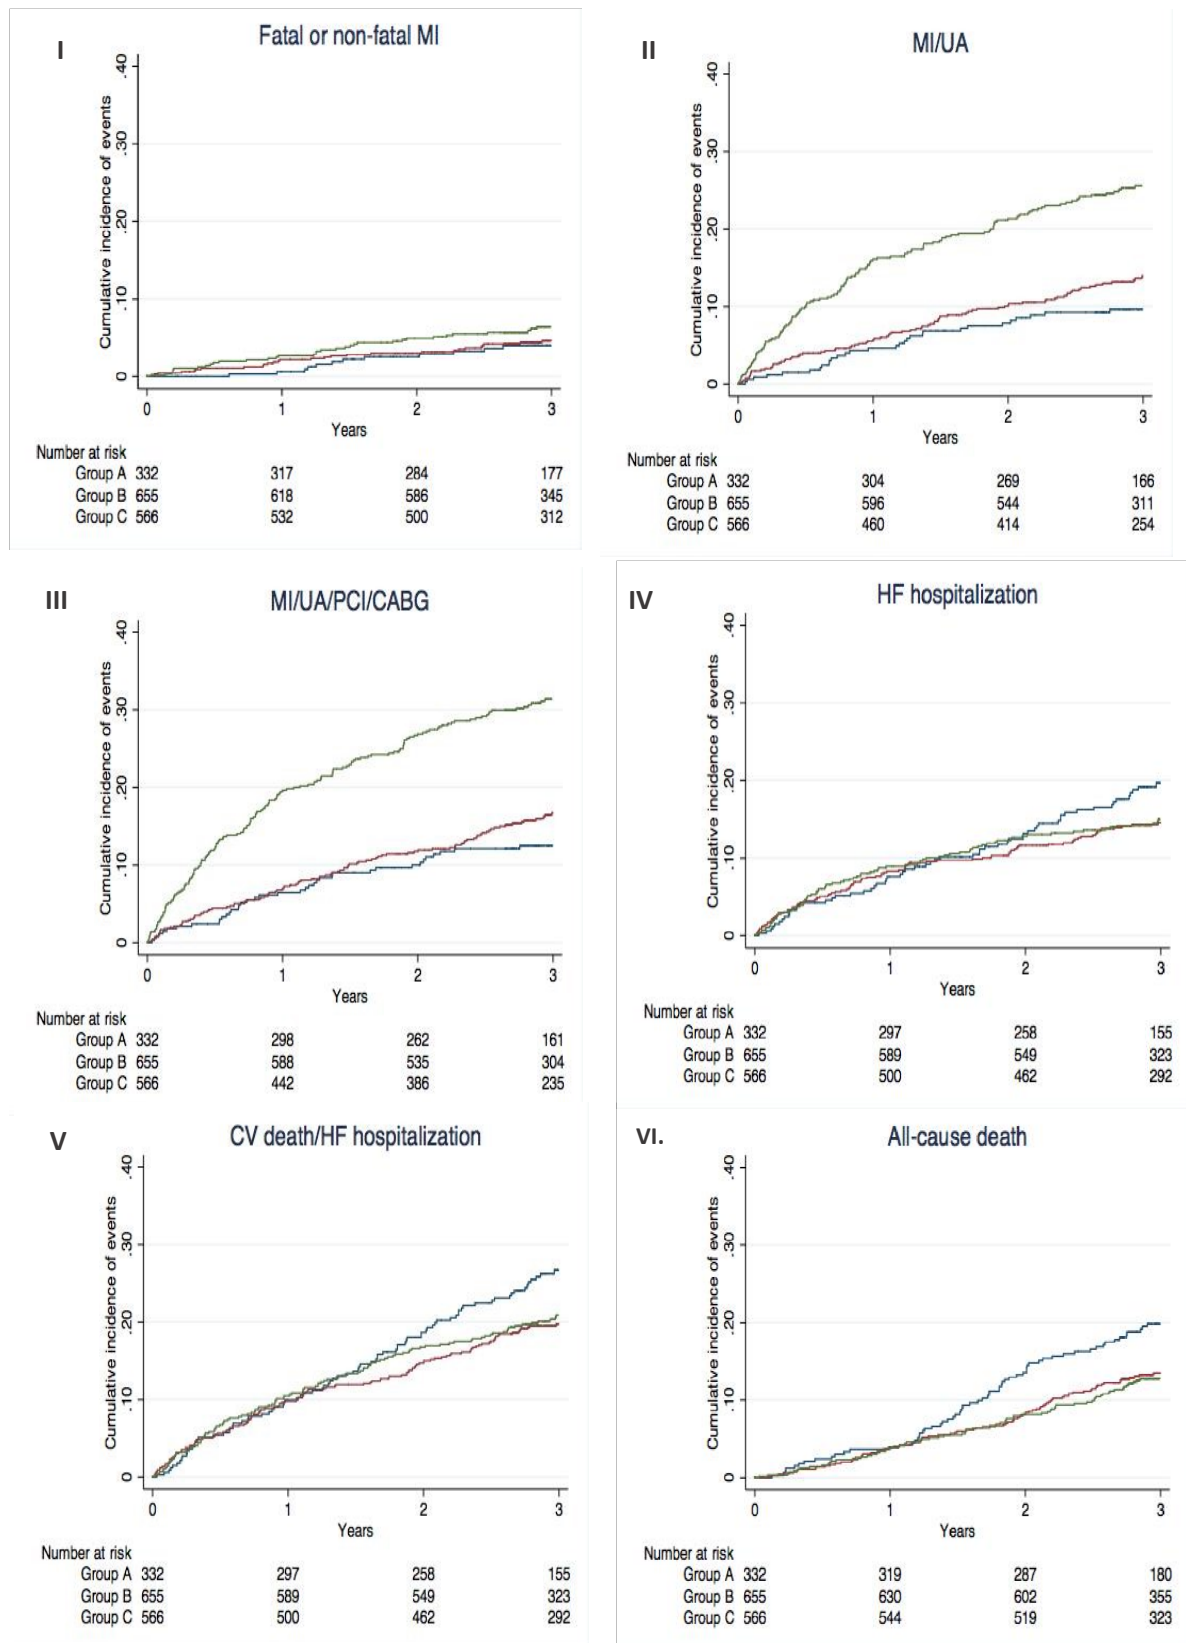 I
Fatal or non-fatal MI
Cumulative incidence of events
.40
.30
.20
.10
0
0 1 2 3
Years
Number at risk
Group A 332 317 284 177
Group B 655 618 586 345
Group C 566 532 500 312
II
MI/UA
Cumulative incidence of events
.40
.30
.20
.10
0
0 1 2 3
Years
Number at risk
Group A 332 304 269 166
Group B 655 596 544 311
Group C 566 460 414 254
III
MI/UA/PCI/CABG
Cumulative incidence of events
.40
.30
.20
.10
0
0 1 2 3
Years
Number at risk
Group A 332 298 262 161
Group B 655 588 535 304
Group C 566 442 386 235
IV
HF hospitalization
Cumulative incidence of events
.40
.30
.20
.10
0
0 1 2 3
Years
Number at risk
Group A 332 297 258 155
Group B 655 589 549 323
Group C 566 500 462 292
V
CV death/HF hospitalization
Cumulative incidence of events
.40
.30
.20
.10
0
0 1 2 3
Years
Number at risk
Group A 332 297 258 155
Group B 655 589 549 323
Group C 566 500 462 292
VI.
All-cause death
Cumulative incidence of events
.40
.30
.20
.10
0
0 1 2 3
Years
Number at risk
Group A 332 319 287 180
Group B 655 630 602 355
Group C 566 544 519 323